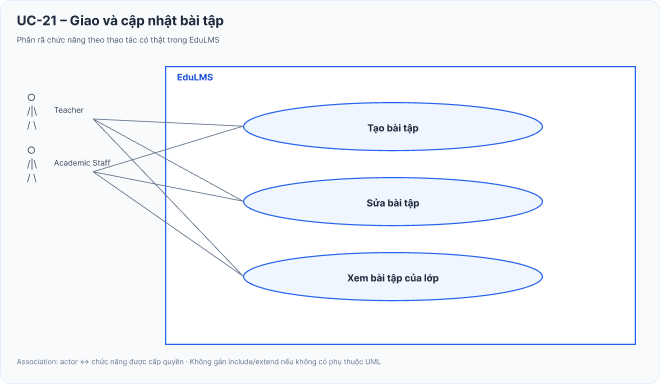 UC-21 – Giao và cập nhật bài tập
Phân rã chức năng theo thao tác có thật trong EduLMS
EduLMS
Teacher
Tạo bài tập
Academic Staff
Sửa bài tập
Xem bài tập của lớp
Association: actor ↔ chức năng được cấp quyền · Không gán include/extend nếu không có phụ thuộc UML